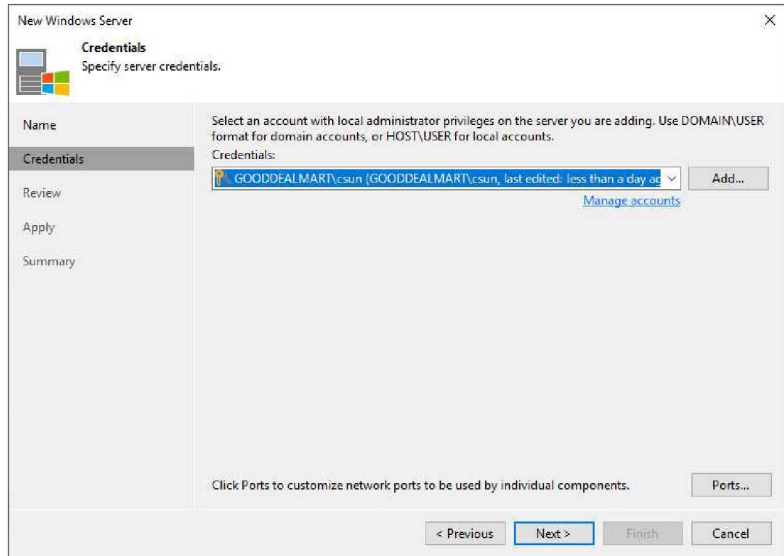 New Windows Server
Credentials
Specify server credentials.
Name
Credentials
Review
Apply
Summary
Select an account with local administrator privileges on the server you are adding. Use DOMAIN\USER
format for domain accounts, or HOST\USER for local accounts.
Credentials:
GOODDEALMART\csun (GOODDEALMART\csun, last edited: less than a day ag
Add...
Manage accounts
Click Ports to customize network ports to be used by individual components.
Ports...
< Previous
Next >
Finish
Cancel